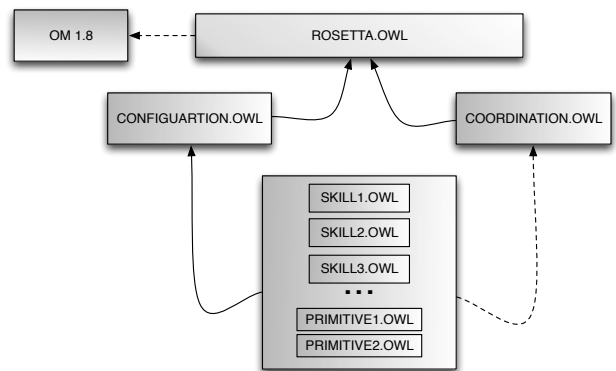 OM 1.8
ROSETTA.OWL
CONFIGUARTION.OWL
COORDINATION.OWL
SKILL1.OWL
SKILL2.OWL
SKILL3.OWL
...
PRIMITIVE1.OWL
PRIMITIVE2.OWL